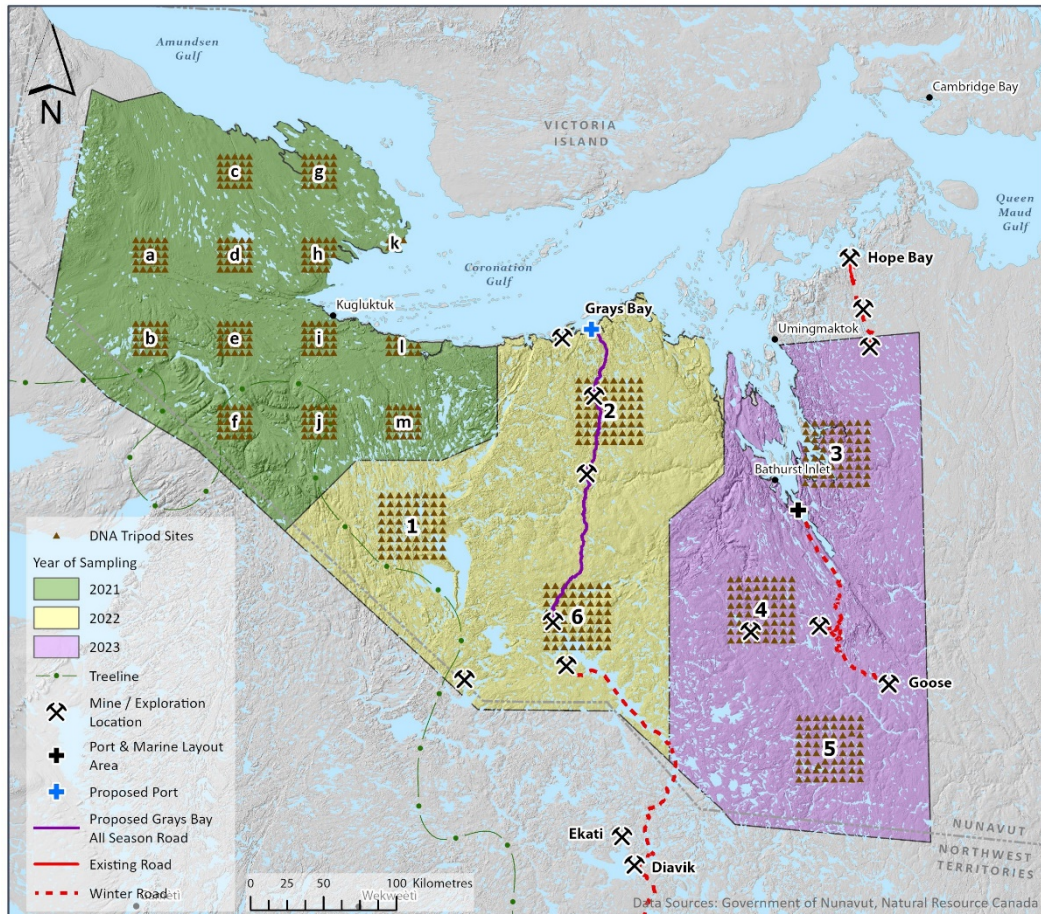 Amundsen
Gulf
N
Cambridge Bay
VICTORIA
ISLAND
Queen
Maud
Gulf
c
g
k
a
d
h
Hope Bay
Coronation
Gulf
Kugluktuk
Grays Bay
Umingmaktok
b
e
i
l
2
f
j
m
3
Bathurst Inlet
1
4
6
Goose
5
DNA Tripod Sites
Year of Sampling
2021
2022
2023
Treeline
Mine / Exploration
Location
Port & Marine Layout
Area
Proposed Port
Proposed Grays Bay
All Season Road
Existing Road
Winter Road
Ekati
Diavik
NUNAVUT
NORTHWEST
TERRITORIES
0 25 50 100 Kilometres
Wekweeti
Data Sources: Government of Nunavut, Natural Resource Canada